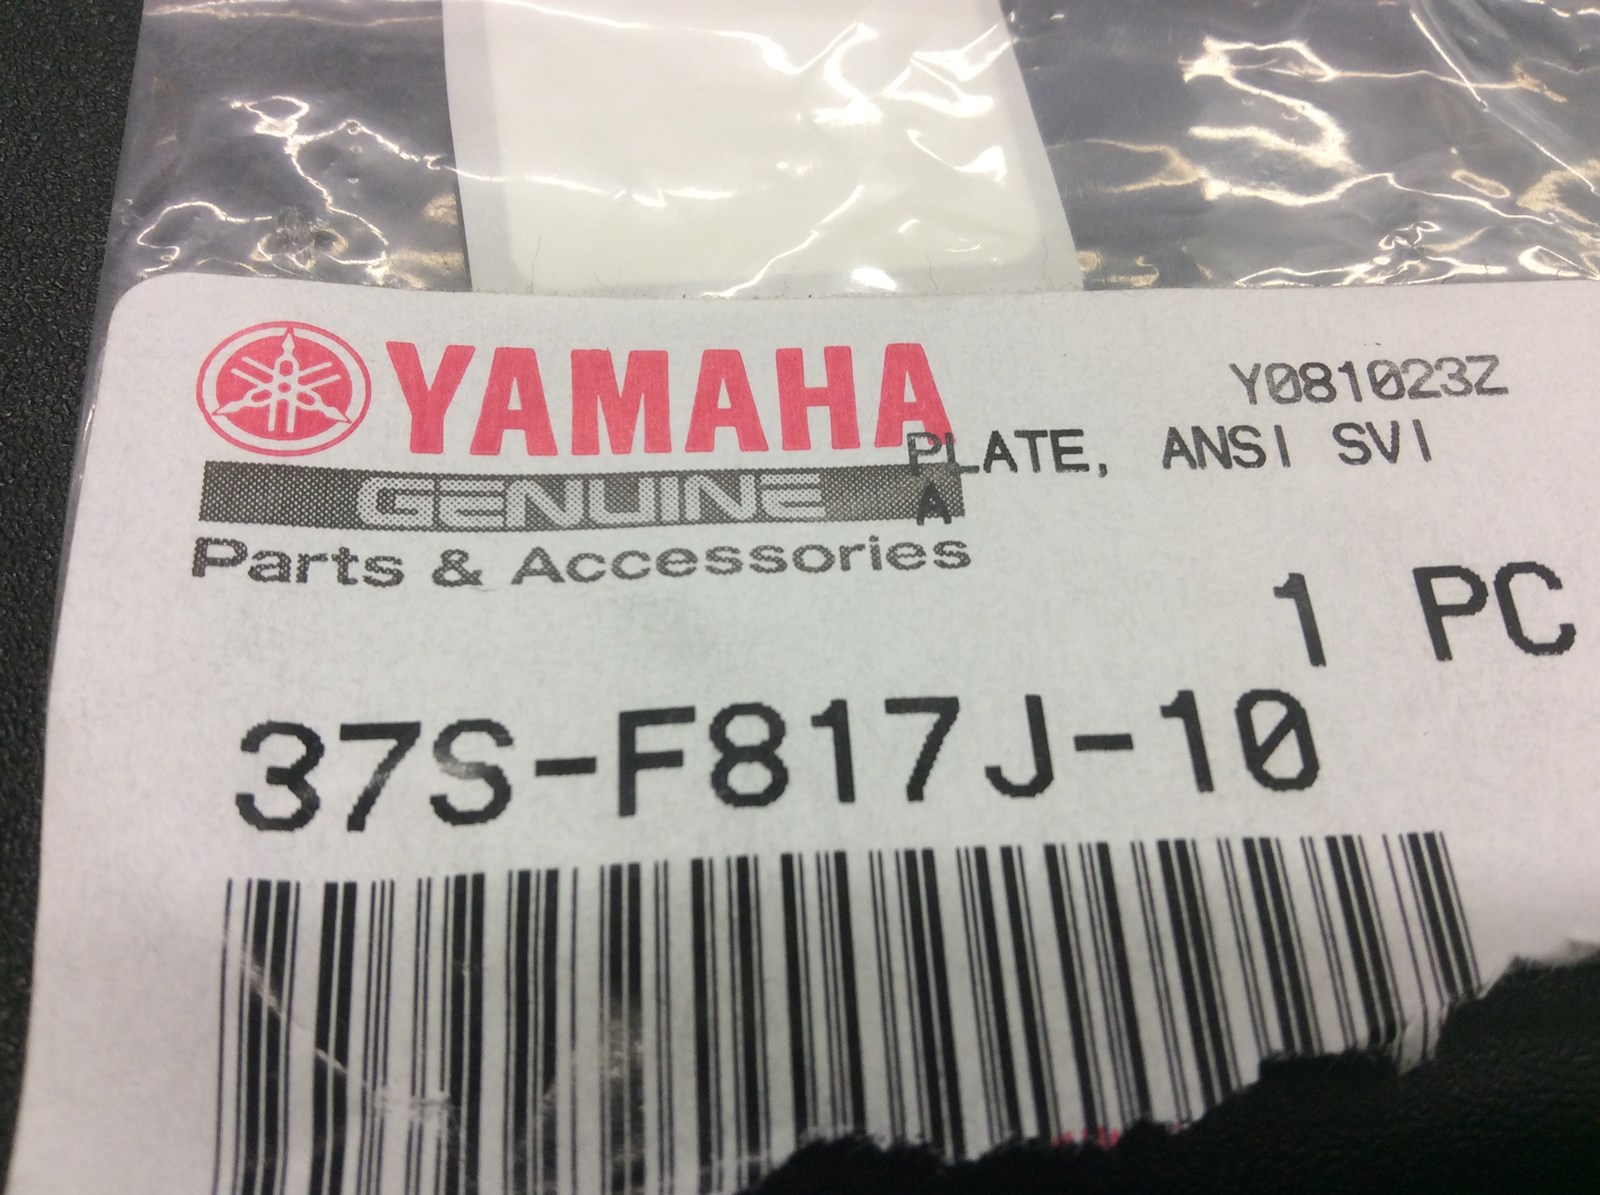 YAMAHA
Y081023Z
PLATE, ANSI SVI
A
GENUINE
Parts & Accessories
1 PC
37S-F817J-10